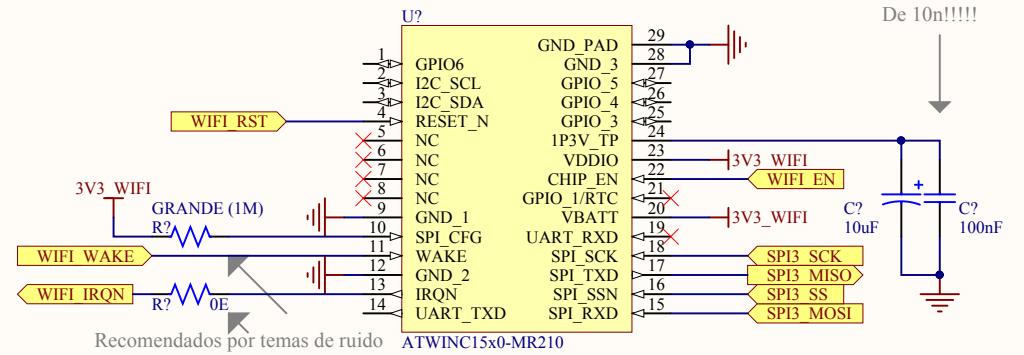 De 10n!!!!!
U?
29 GND_PAD
28 GND_3
1 GPIO6
27 GPIO_5
2 I2C_SCL
26 GPIO_4
3 I2C_SDA
25 GPIO_3
WIFI_RST 4 RESET_N
24 1P3V_TP
5 NC
23 VDDIO 3V3_WIFI
6 NC
22 CHIP_EN WIFI_EN
7 NC
21 GPIO_1/RTC
8 NC
20 VBATT 3V3_WIFI
3V3_WIFI
GRANDE (1M)
R?
9 GND_1
19 UART_RXD
10 SPI_CFG
18 SPI_SCK SPI3_SCK
WIFI_WAKE 11 WAKE
17 SPI_TXD SPI3_MISO
12 GND_2
16 SPI_SSN SPI3_SS
WIFI_IRQN R? 0E 13 IRQN
15 SPI_RXD SPI3_MOSI
14 UART_TXD
+
C?
10uF
C?
100nF
Recomendados por temas de ruido
ATWINC15x0-MR210